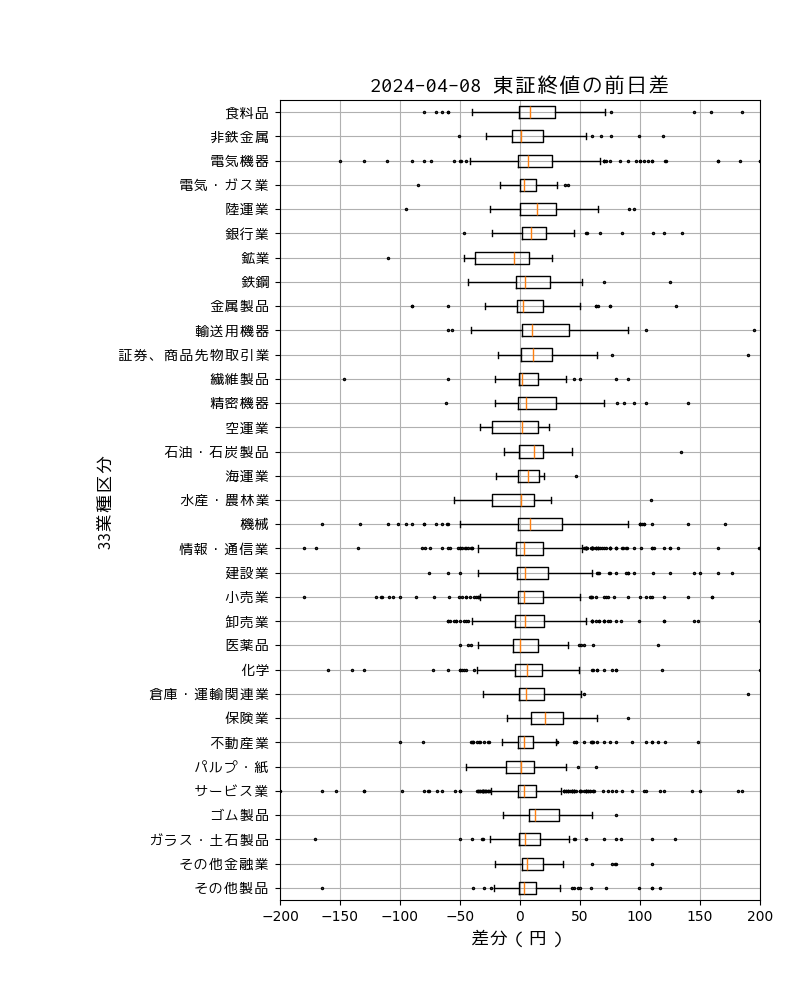 2024-04-08 東証終値の前日差
食料品
非鉄金属
電気機器
電気・ガス業
陸運業
銀行業
鉱業
鉄鋼
金属製品
輸送用機器
証券、商品先物取引業
繊維製品
精密機器
空運業
石油・石炭製品
海運業
水産・農林業
機械
情報・通信業
建設業
小売業
卸売業
医薬品
化学
倉庫・運輸関連業
保険業
不動産業
パルプ・紙
サービス業
ゴム製品
ガラス・土石製品
その他金融業
その他製品
33業種区分
−200 −150 −100 −50 0 50 100 150 200
差分(円)